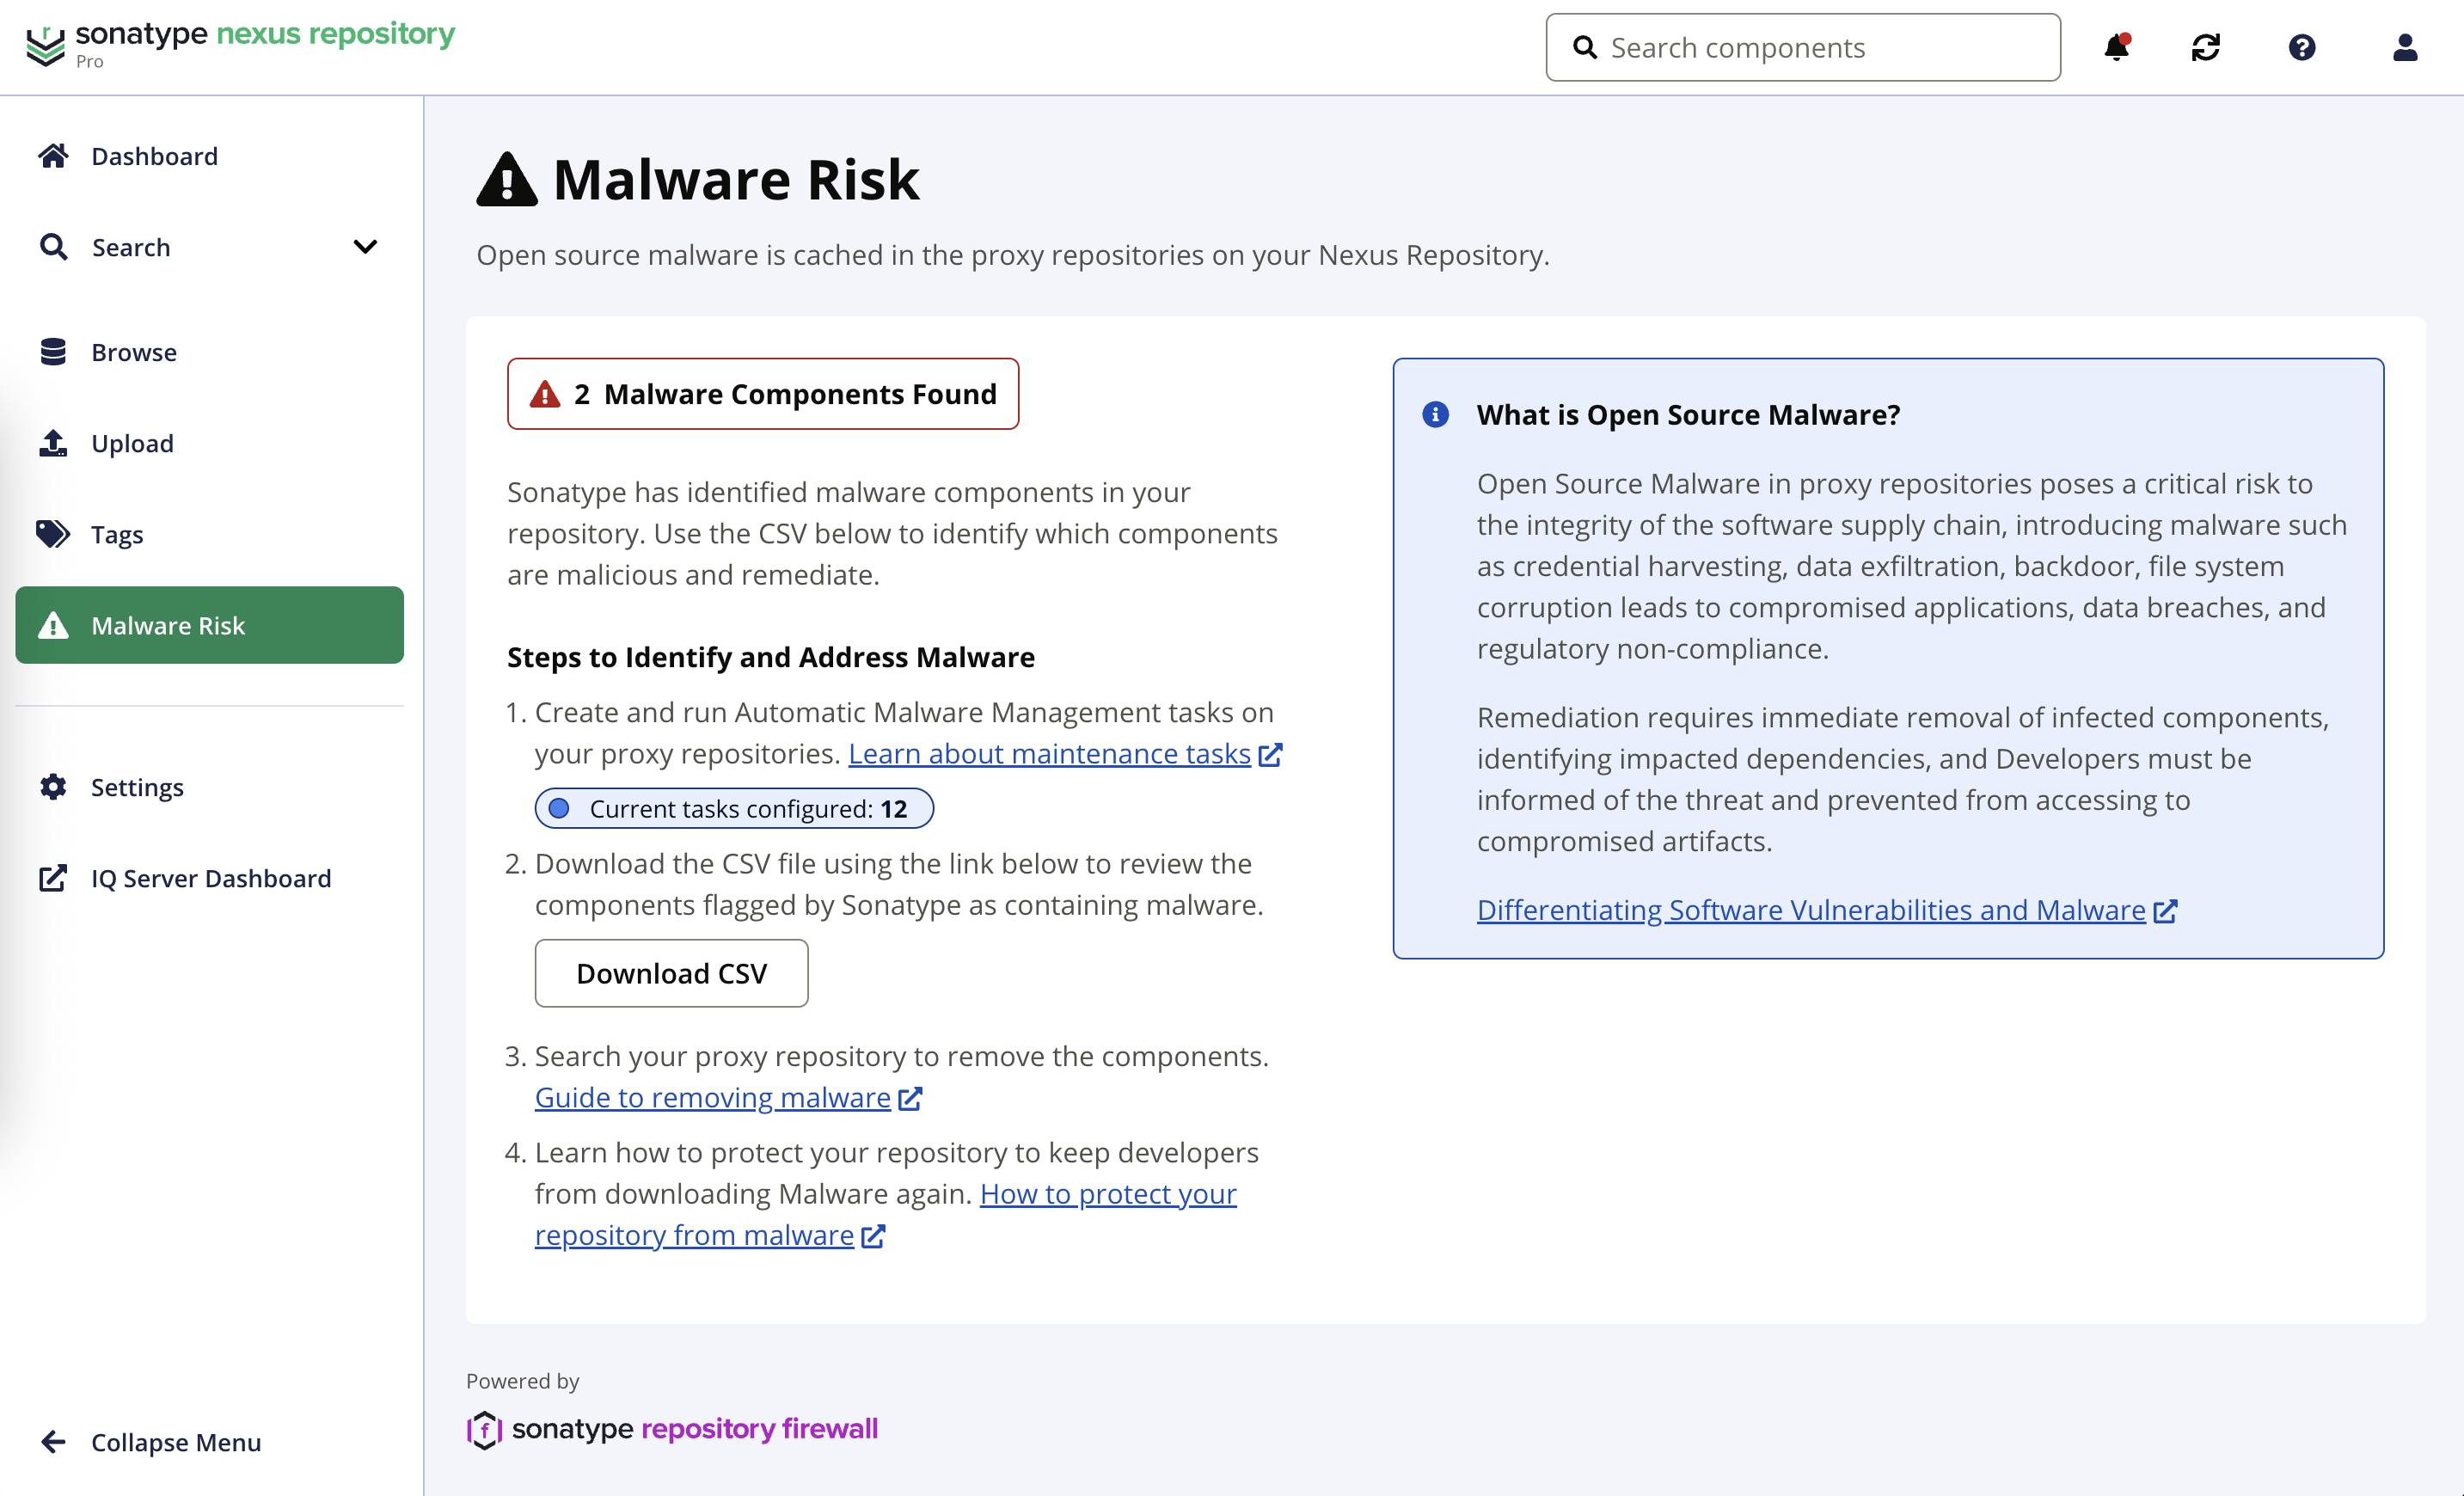 sonatype nexus repository
Pro
Search components
Dashboard
Search
Browse
Upload
Tags
Malware Risk
Settings
IQ Server Dashboard
Collapse Menu
Malware Risk
Open source malware is cached in the proxy repositories on your Nexus Repository.
2 Malware Components Found
Sonatype has identified malware components in your
repository. Use the CSV below to identify which components
are malicious and remediate.
Steps to Identify and Address Malware
1. Create and run Automatic Malware Management tasks on
your proxy repositories. Learn about maintenance tasks
Current tasks configured: 12
2. Download the CSV file using the link below to review the
components flagged by Sonatype as containing malware.
Download CSV
3. Search your proxy repository to remove the components.
Guide to removing malware
4. Learn how to protect your repository to keep developers
from downloading Malware again. How to protect your
repository from malware
What is Open Source Malware?
Open Source Malware in proxy repositories poses a critical risk to
the integrity of the software supply chain, introducing malware such
as credential harvesting, data exfiltration, backdoor, file system
corruption leads to compromised applications, data breaches, and
regulatory non-compliance.
Remediation requires immediate removal of infected components,
identifying impacted dependencies, and Developers must be
informed of the threat and prevented from accessing to
compromised artifacts.
Differentiating Software Vulnerabilities and Malware
Powered by
sonatype repository firewall